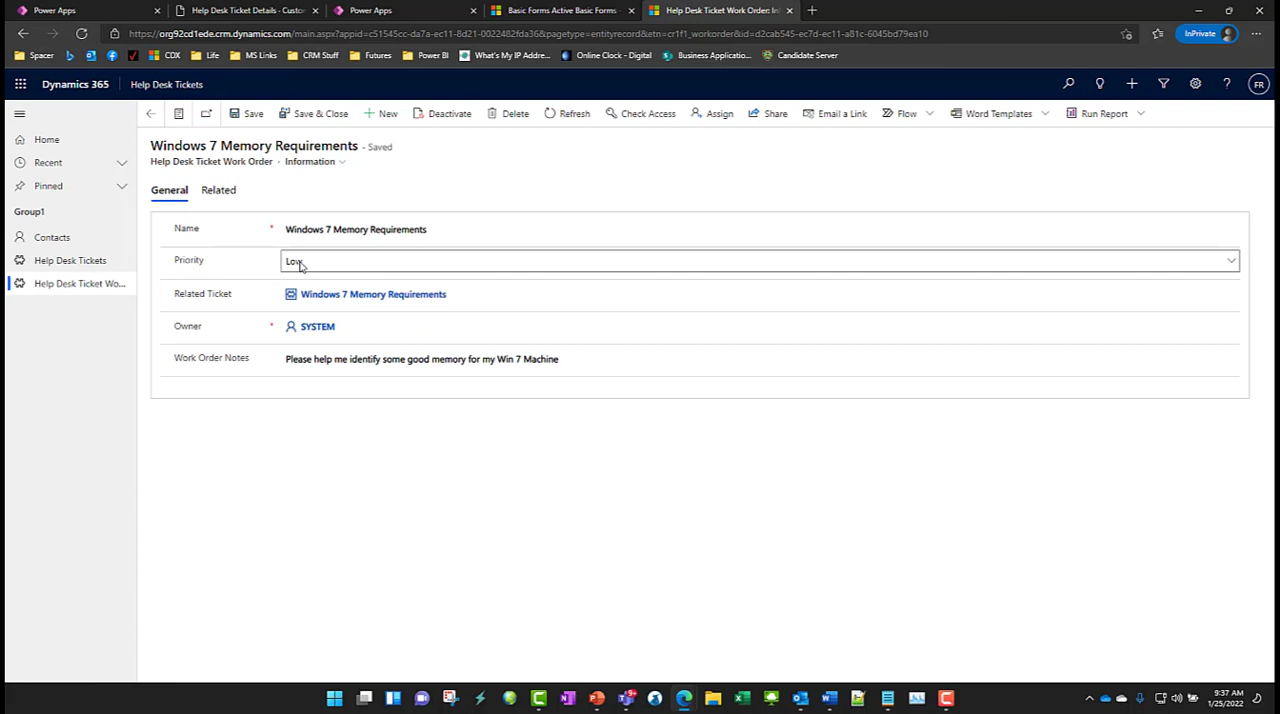 Power Apps
Help Desk Ticket Details - Custo
Power Apps
Basic Forms Active Basic Forms -
Help Desk Ticket Work Order: In
https://org92cd1ede.crm.dynamics.com/main.aspx?appid=c51545cc-da7a-ec11-8d21-0022482fda36&pagetype=entityrecord&etn=cr1f1_workorder&id=d2cab545-ec7d-ec11-a81c-6045bd79ea10
InPrivate
Spacer
CDX
Life
MS Links
CRM Stuff
Futures
Power BI
What's My IP Addre...
Online Clock - Digital
Business Applicatio...
Candidate Server
Dynamics 365
Help Desk Tickets
FR
Save
Save & Close
New
Deactivate
Delete
Refresh
Check Access
Assign
Share
Email a Link
Flow
Word Templates
Run Report
Home
Recent
Pinned
Group1
Contacts
Help Desk Tickets
Help Desk Ticket Wo...
Windows 7 Memory Requirements - Saved
Help Desk Ticket Work Order · Information
General
Related
Name * Windows 7 Memory Requirements
Priority Low
Related Ticket Windows 7 Memory Requirements
Owner * SYSTEM
Work Order Notes Please help me identify some good memory for my Win 7 Machine
9:37 AM
1/25/2022